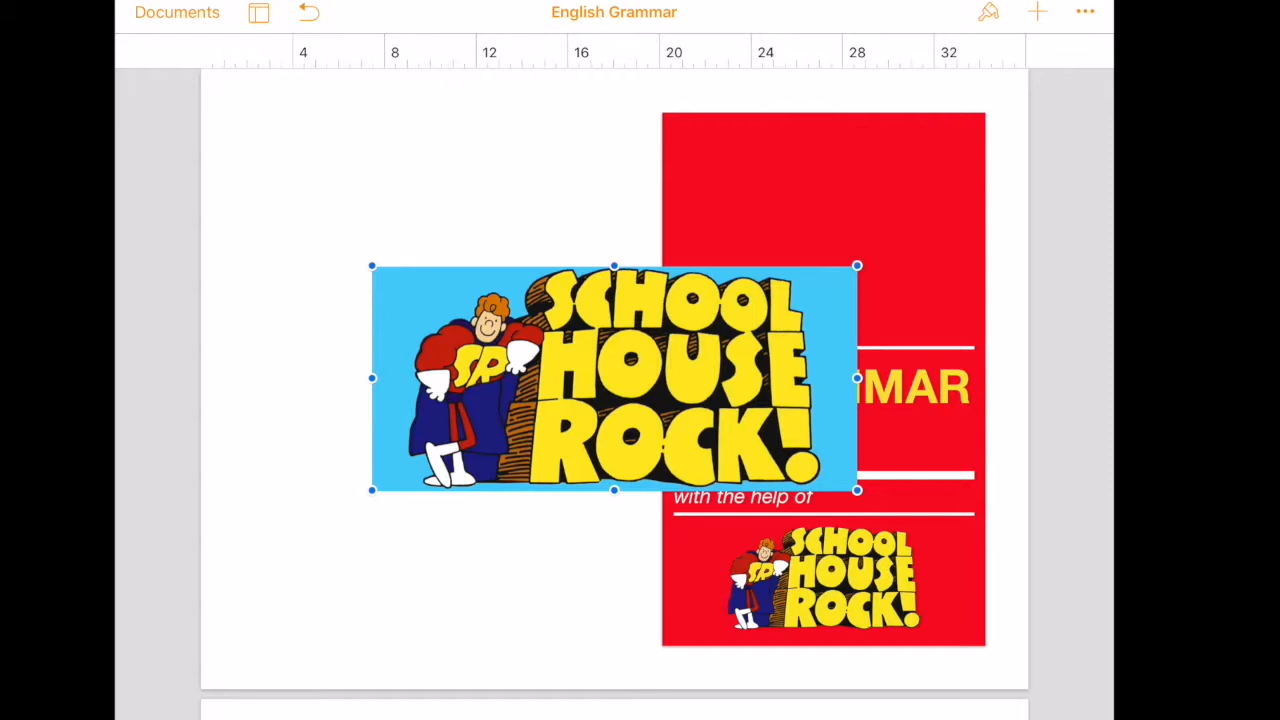 Documents
English Grammar
4 8 12 16 20 24 28 32
SCHOOL
HOUSE
ROCK!
SR
MAR
with the help of
SCHOOL
HOUSE
ROCK!
SR